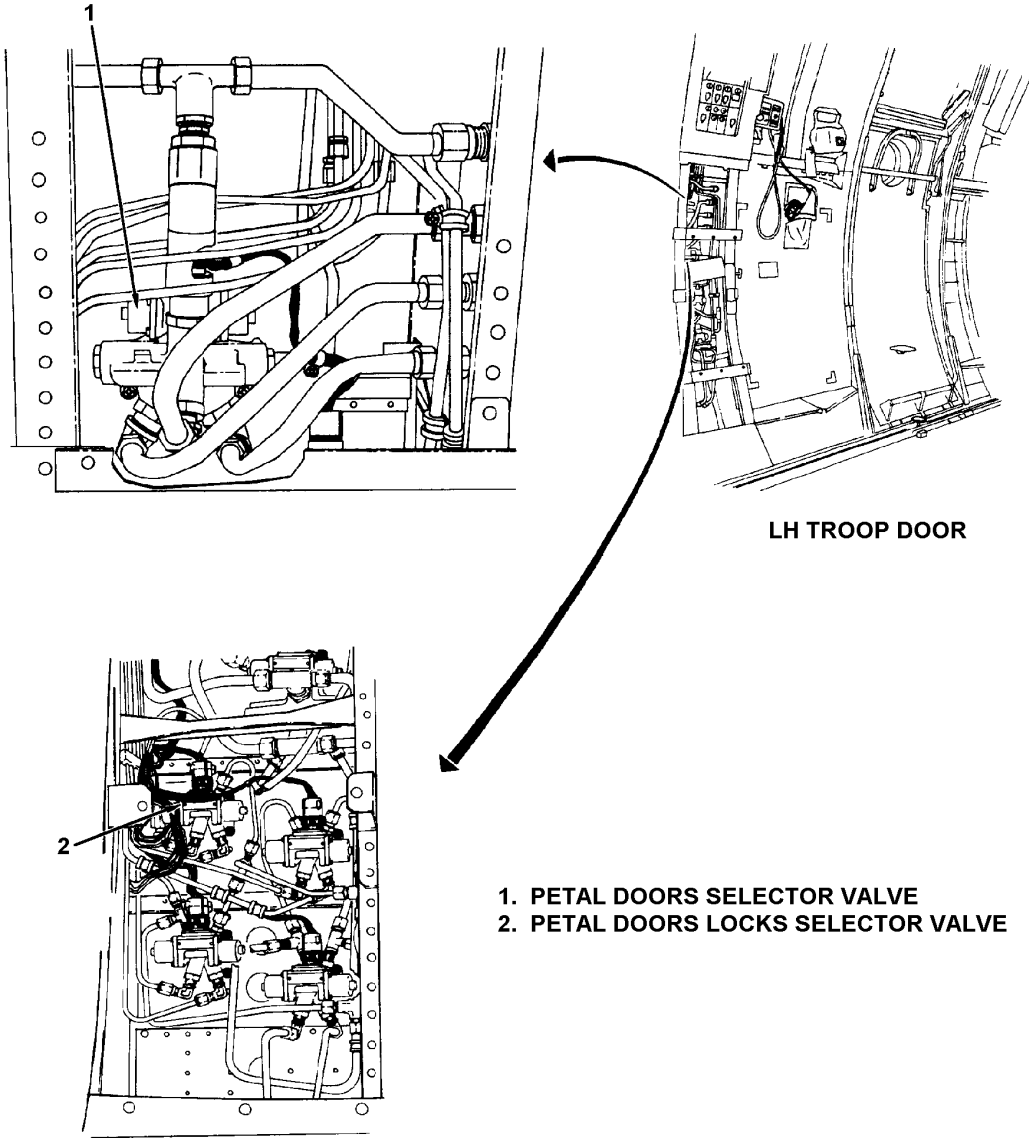 1
LH TROOP DOOR
2
1. PETAL DOORS SELECTOR VALVE
2. PETAL DOORS LOCKS SELECTOR VALVE